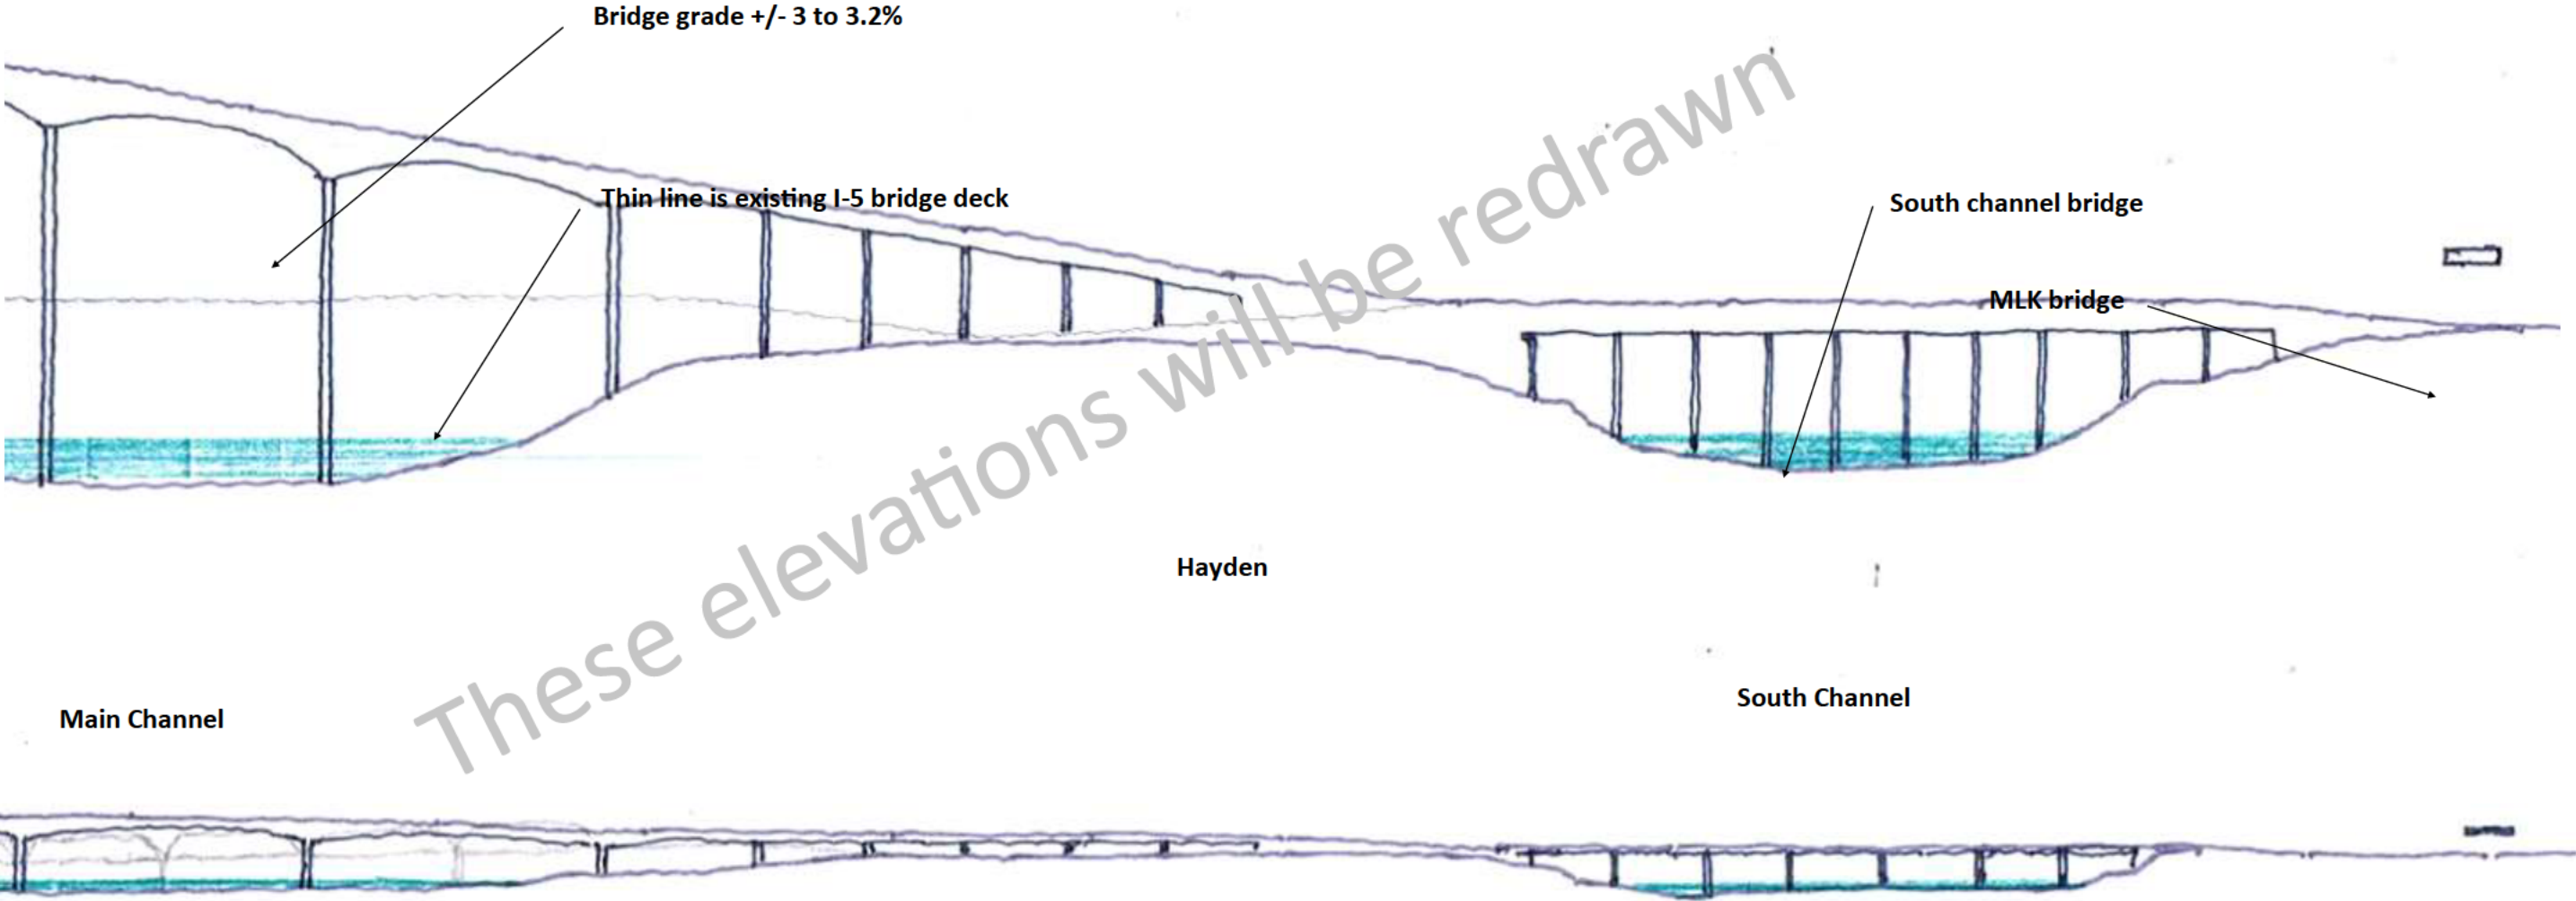 Bridge grade +/- 3 to 3.2%
Thin line is existing I-5 bridge deck
South channel bridge
MLK bridge
These elevations will be redrawn
Hayden
South Channel
Main Channel